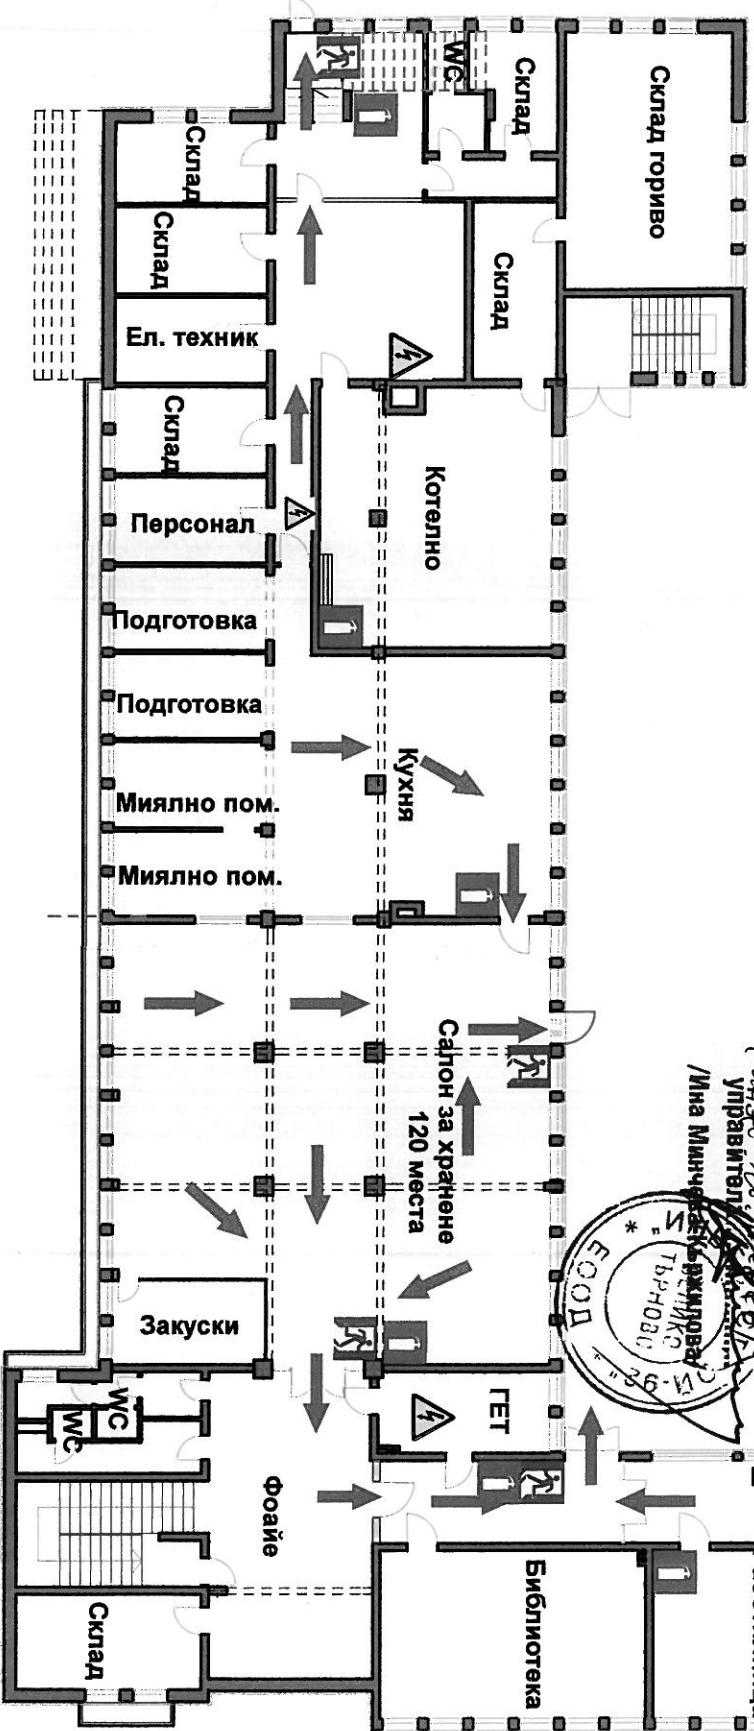 WC
Склад
Склад гориво
Склад
Склад
Склад
Ел. техник
Склад
Котелно
Персонал
Подготовка
Подготовка
Кухня
Миялно пом.
Миялно пом.
Салон за хранене
120 места
управител
/Ина
ЕООД
ТЪРНОВО
Закуски
ГЕТ
WC
WC
Фоайе
Библиотека
Склад